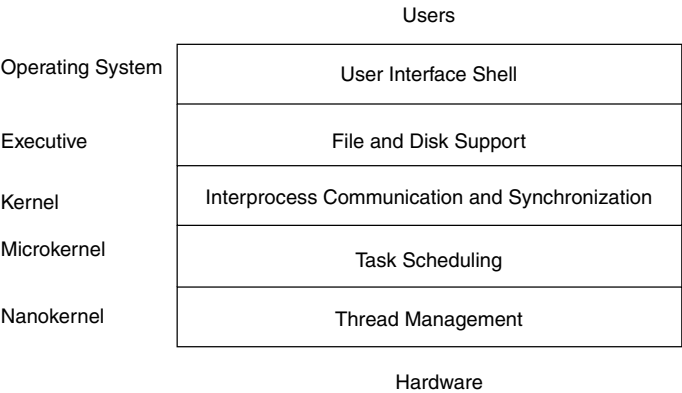 Users
Operating System
User Interface Shell
Executive
File and Disk Support
Kernel
Interprocess Communication and Synchronization
Microkernel
Task Scheduling
Nanokernel
Thread Management
Hardware